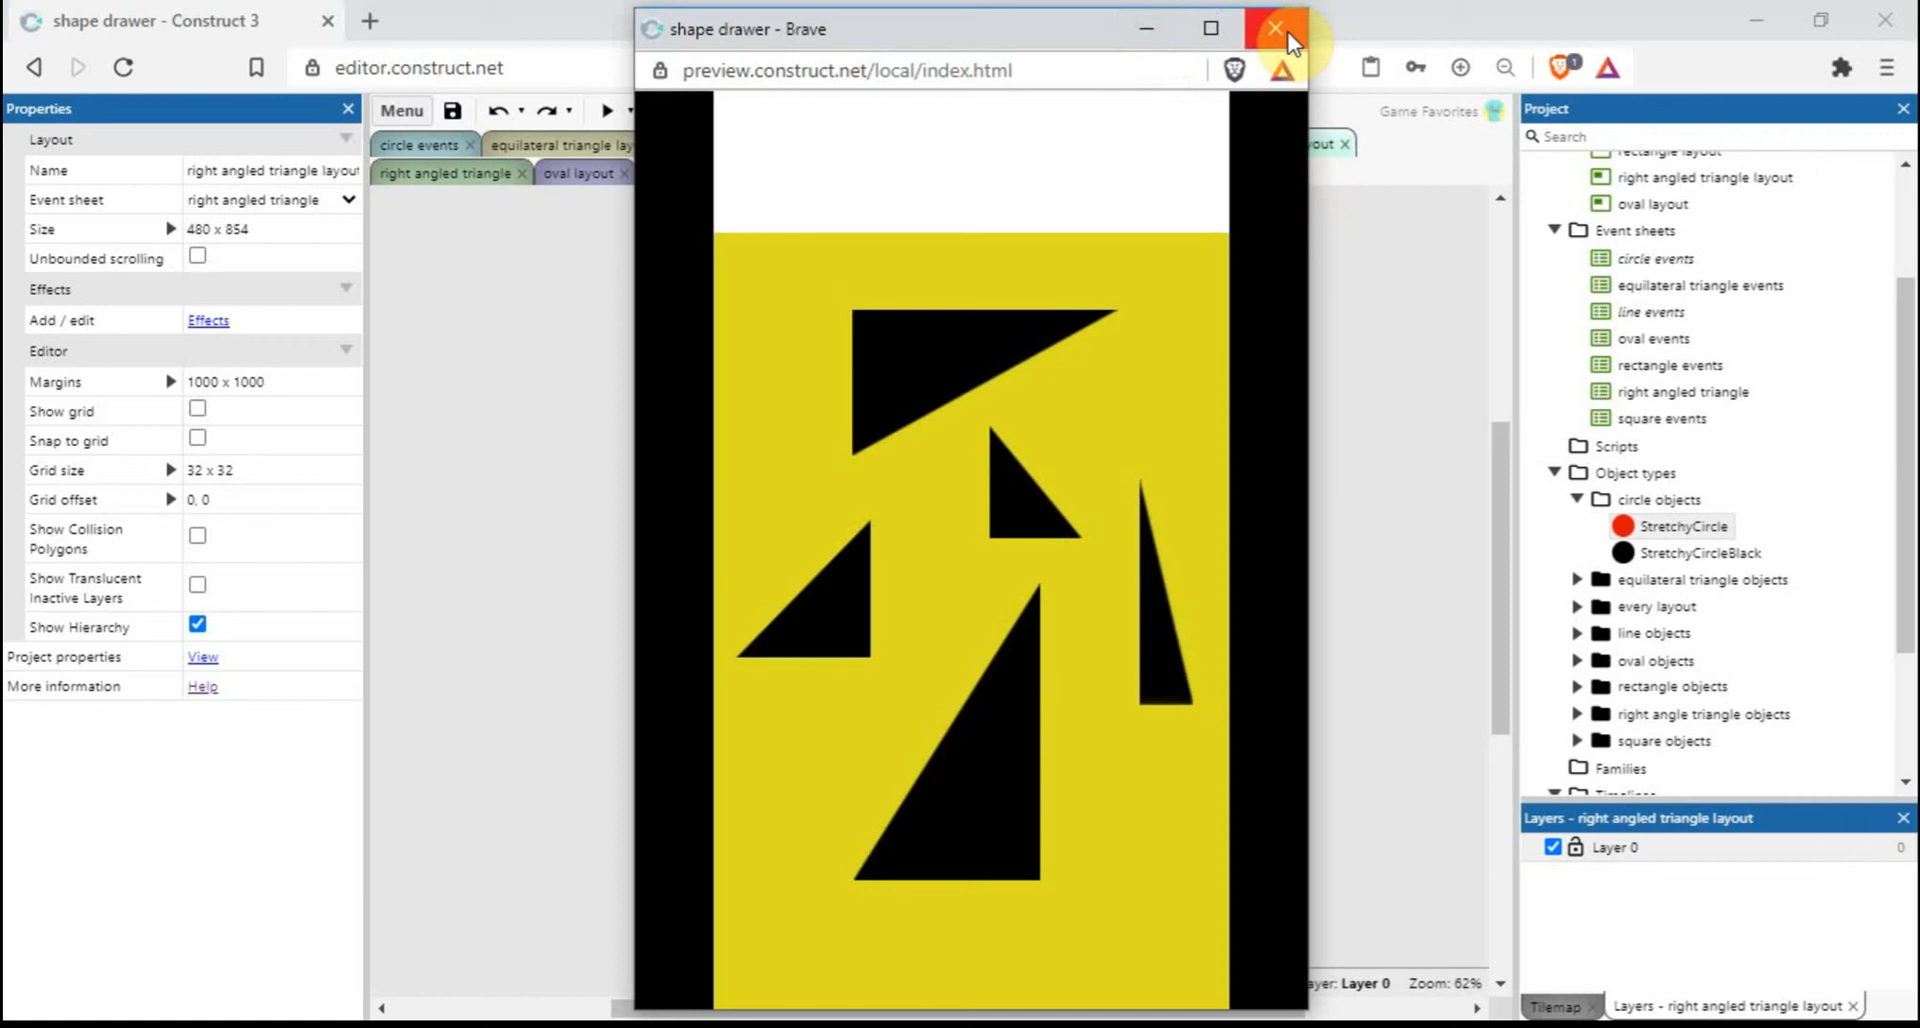 shape drawer - Construct 3
shape drawer - Brave
editor.construct.net
preview.construct.net/local/index.html
1
Properties
Layout
Name right angled triangle layout
Event sheet right angled triangle
Size 480 x 854
Unbounded scrolling
Effects
Add / edit Effects
Editor
Margins 1000 x 1000
Show grid
Snap to grid
Grid size 32 x 32
Grid offset 0, 0
Show Collision
Polygons
Show Translucent
Inactive Layers
Show Hierarchy
Project properties View
More information Help
Menu
Game Favorites
circle events
equilateral triangle lay
out
right angled triangle
oval layout
Layer 0 Zoom: 62%
Project
Search
rectangle layout
right angled triangle layout
oval layout
Event sheets
circle events
equilateral triangle events
line events
oval events
rectangle events
right angled triangle
square events
Scripts
Object types
circle objects
StretchyCircle
StretchyCircleBlack
equilateral triangle objects
every layout
line objects
oval objects
rectangle objects
right angle triangle objects
square objects
Families
Timelines
Layers - right angled triangle layout
Layer 0 0
Tilemap
Layers - right angled triangle layout